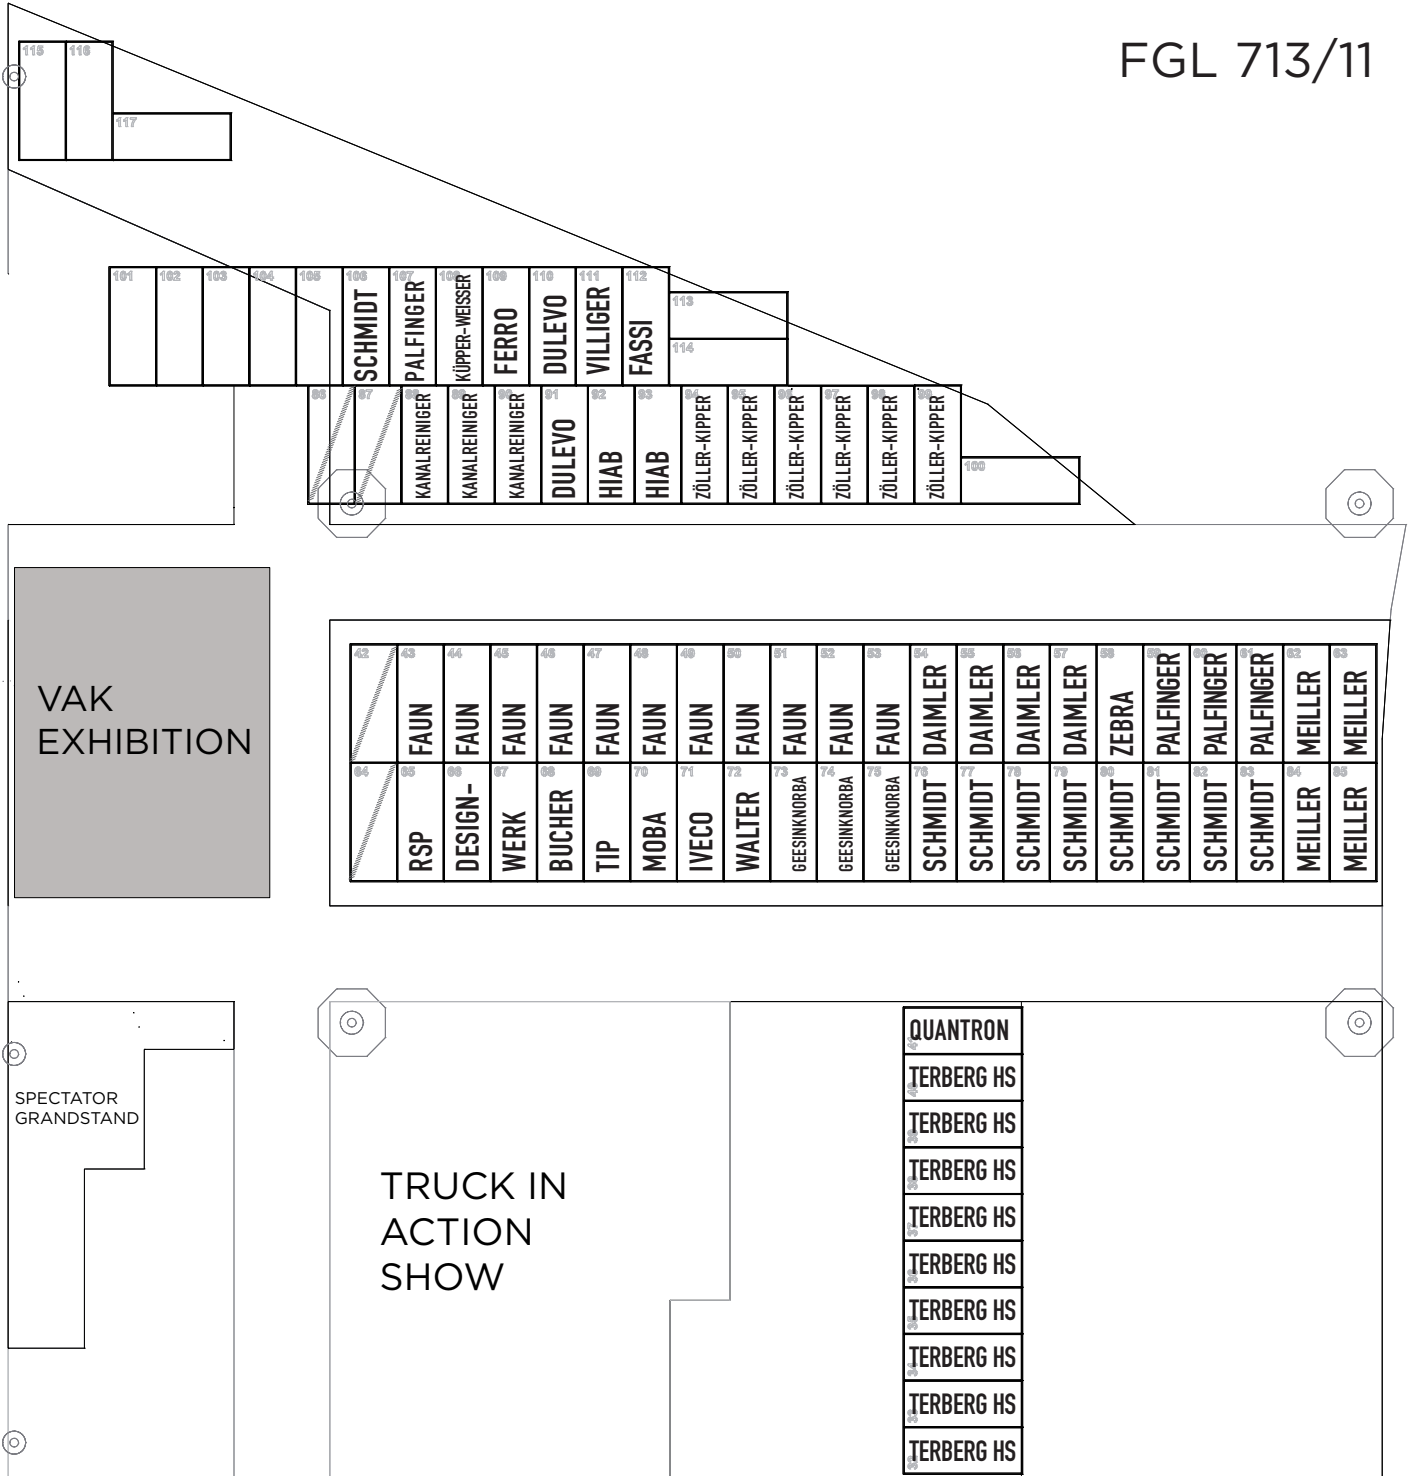 FGL 713/11
115 116
117
101 102 103 104 105 106 107 108 109 110 111 112
SCHMIDT
PALFINGER
KÜPPER-WEISSER
FERRO
DULEVO
VILLIGER
FASSI
113
114
86 87 88 89 90 91 92 93 94 95 96 97 98 99
KANALREINIGER
KANALREINIGER
KANALREINIGER
DULEVO
HIAB
HIAB
ZÖLLER-KIPPER
ZÖLLER-KIPPER
ZÖLLER-KIPPER
ZÖLLER-KIPPER
ZÖLLER-KIPPER
ZÖLLER-KIPPER
100
VAK
EXHIBITION
42 43 44 45 46 47 48 49 50 51 52 53 54 55 56 57 58 59 60 61 62 63
FAUN
FAUN
FAUN
FAUN
FAUN
FAUN
FAUN
FAUN
FAUN
FAUN
FAUN
DAIMLER
DAIMLER
DAIMLER
DAIMLER
ZEBRA
PALFINGER
PALFINGER
PALFINGER
MEILLER
MEILLER
64 65 66 67 68 69 70 71 72 73 74 75 76 77 78 79 80 81 82 83 84 85
RSP
DESIGN-
WERK
BUCHER
TIP
MOBA
IVECO
WALTER
GEESINKNORBA
GEESINKNORBA
GEESINKNORBA
SCHMIDT
SCHMIDT
SCHMIDT
SCHMIDT
SCHMIDT
SCHMIDT
SCHMIDT
SCHMIDT
MEILLER
MEILLER
SPECTATOR
GRANDSTAND
TRUCK IN
ACTION
SHOW
QUANTRON
TERBERG HS
TERBERG HS
TERBERG HS
TERBERG HS
TERBERG HS
TERBERG HS
TERBERG HS
TERBERG HS
TERBERG HS